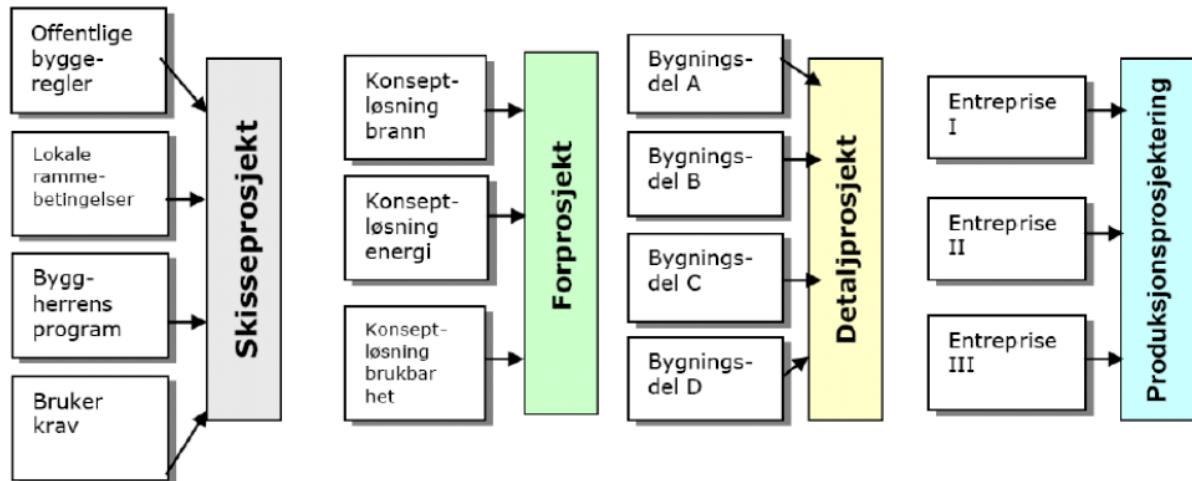 Offentlige
bygge-
regler
Lokale
ramme-
betingelser
Bygg-
herrens
program
Bruker
krav
Skisseprosjekt
Konsept-
løsning
brann
Konsept-
løsning
energi
Konsept-
løsning
brukbar
het
Forprosjekt
Bygnings-
del A
Bygnings-
del B
Bygnings-
del C
Bygnings-
del D
Detaljprosjekt
Entreprise
I
Entreprise
II
Entreprise
III
Produksjonsprosjektering